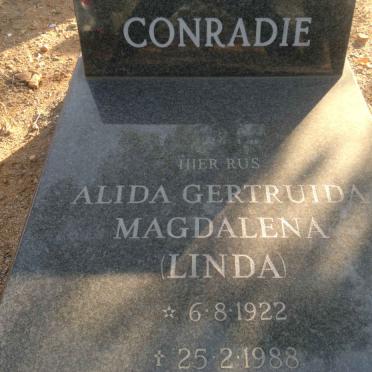 CONRADIE
HIER RUS
ALIDA GERTRUIDA
MAGDALENA
(LINDA)
☆ 6·8·1922
✝ 25·2·1988